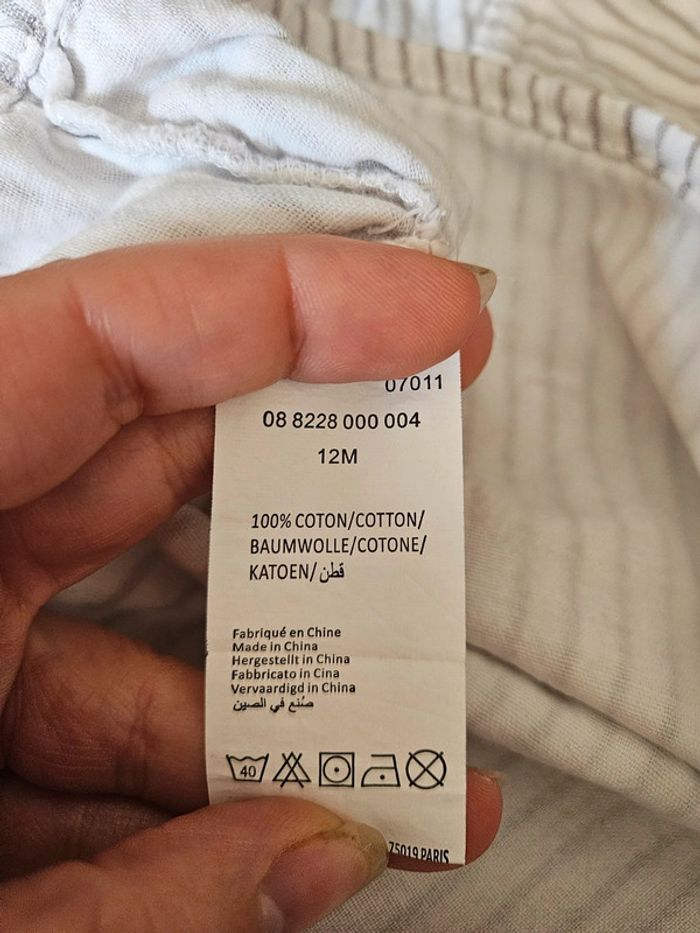 07011
08 8228 000 004
12M
100% COTON/COTTON/
BAUMWOLLE/COTONE/
KATOEN/قطن
Fabriqué en Chine
Made in China
Hergestellt in China
Fabbricato in Cina
Vervaardigd in China
صُنع في الصين
40
75019 PARIS